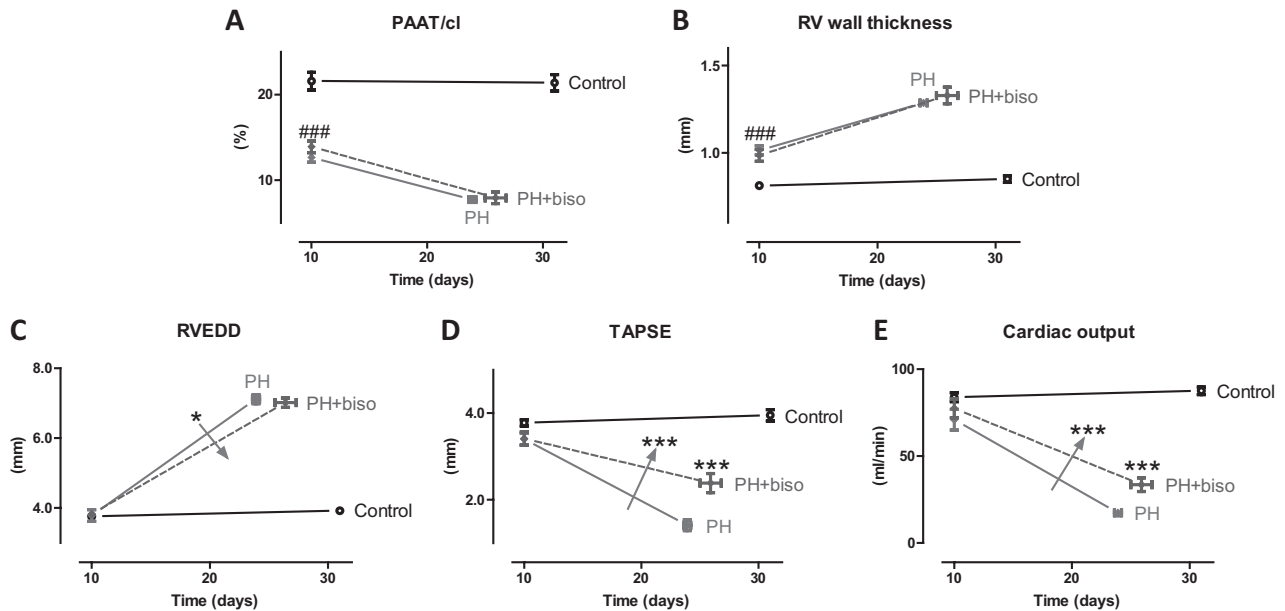 A PAAT/cl
(%)
20
10
###
Control
PH+biso
PH
10 20 30
Time (days)
B RV wall thickness
(mm)
1.5
1.0
###
PH
PH+biso
Control
10 20 30
Time (days)
C RVEDD
(mm)
8.0
6.0
4.0
*
PH
PH+biso
Control
10 20 30
Time (days)
D TAPSE
(mm)
4.0
2.0
Control
***
***
PH+biso
PH
10 20 30
Time (days)
E Cardiac output
(ml/min)
100
50
0
Control
***
***
PH+biso
PH
10 20 30
Time (days)